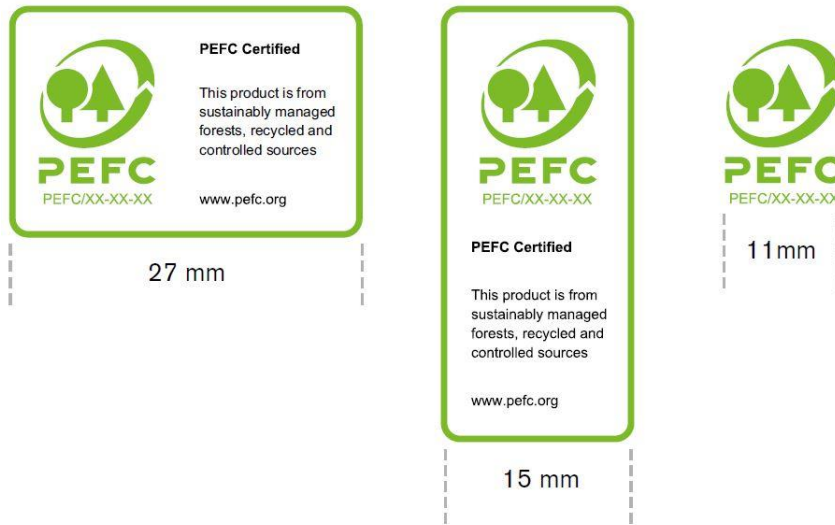 PEFC
PEFC/XX-XX-XX
PEFC Certified
This product is from
sustainably managed
forests, recycled and
controlled sources
www.pefc.org
27 mm
PEFC
PEFC/XX-XX-XX
PEFC Certified
This product is from
sustainably managed
forests, recycled and
controlled sources
www.pefc.org
15 mm
PEFC
PEFC/XX-XX-XX
11mm